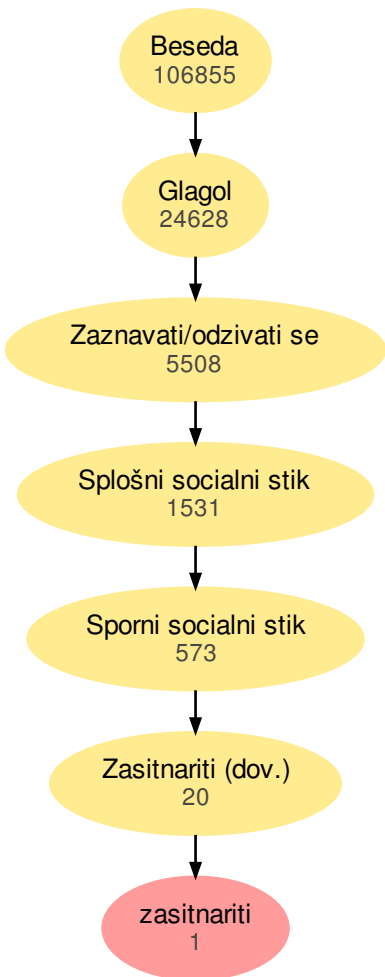 Beseda
106855
Glagol
24628
Zaznavati/odzivati se
5508
Splošni socialni stik
1531
Sporni socialni stik
573
Zasitnariti (dov.)
20
zasitnariti
1